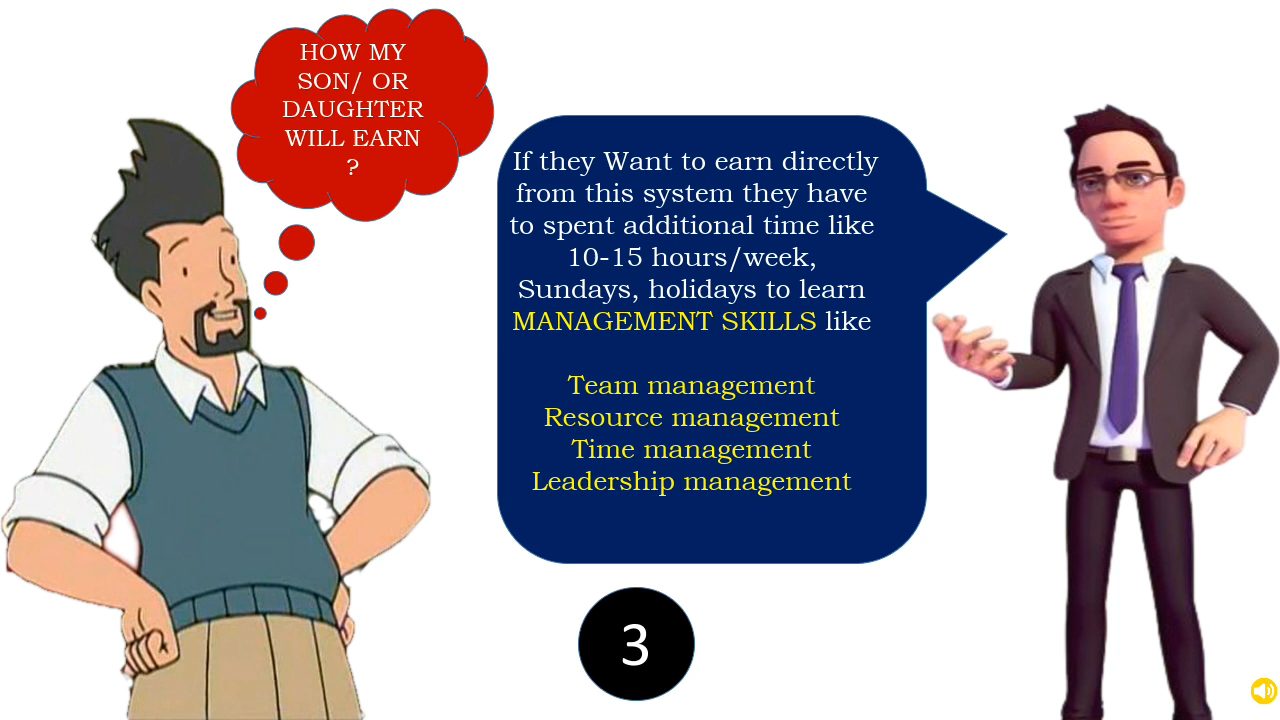 HOW MY
SON/ OR
DAUGHTER
WILL EARN
?
If they Want to earn directly
from this system they have
to spent additional time like
10-15 hours/week,
Sundays, holidays to learn
MANAGEMENT SKILLS like
Team management
Resource management
Time management
Leadership management
3